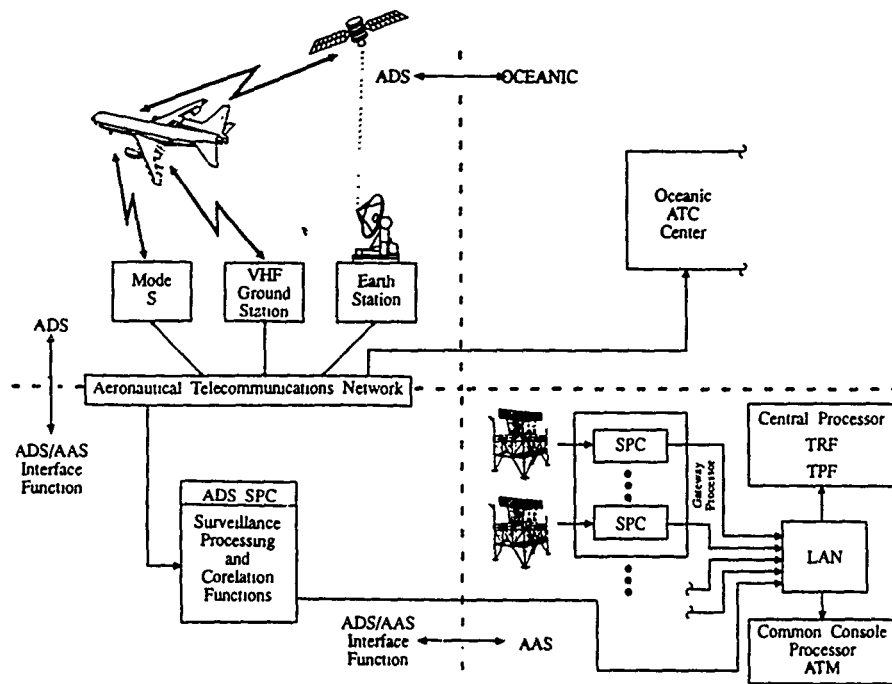 ADS
OCEANIC
Oceanic
ATC
Center
Mode
S
VHF
Ground
Station
Earth
Station
ADS
Aeronautical Telecommunications Network
ADS/AAS
Interface
Function
ADS SPC
Surveillance
Processing
and
Corelation
Functions
SPC
SPC
Gateway
Processor
Central Processor
TRF
TPF
LAN
Common Console
Processor
ATM
ADS/AAS
Interface
Function
AAS